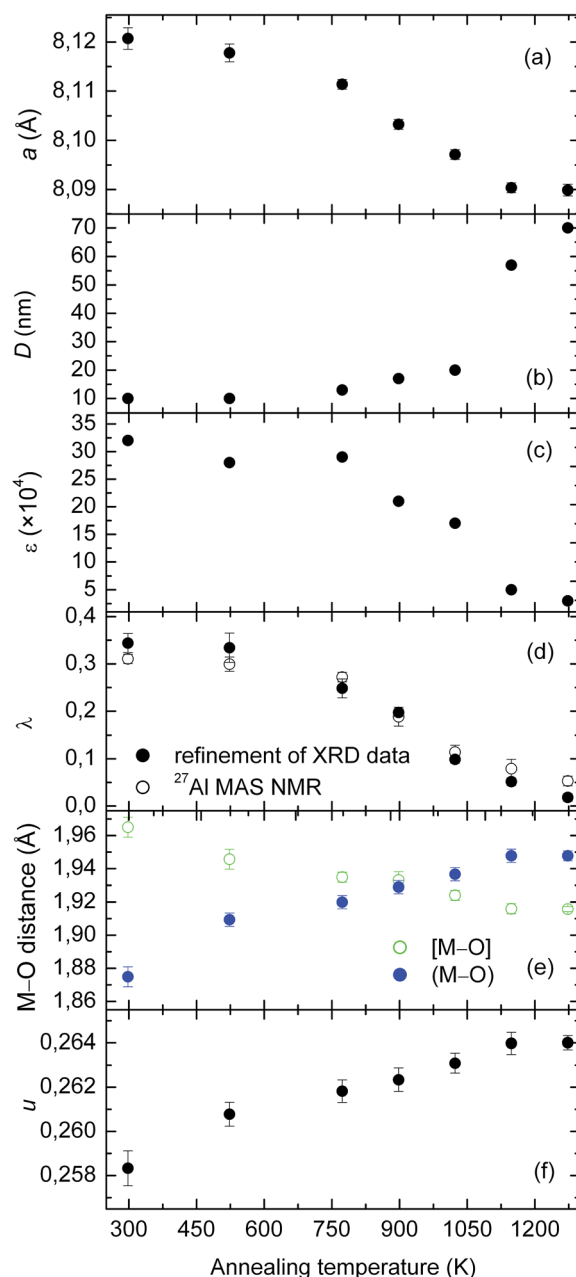 8,12
8,11
8,10
8,09
a (Å)
(a)
70
60
50
40
30
20
10
D (nm)
(b)
35
30
25
20
15
10
5
ε (×10⁴)
(c)
0,4
0,3
0,2
0,1
0,0
λ
(d)
refinement of XRD data
²⁷Al MAS NMR
1,96
1,94
1,92
1,90
1,88
1,86
M–O distance (Å)
[M–O]
(M–O)
(e)
0,264
0,262
0,260
0,258
u
(f)
300 450 600 750 900 1050 1200
Annealing temperature (K)